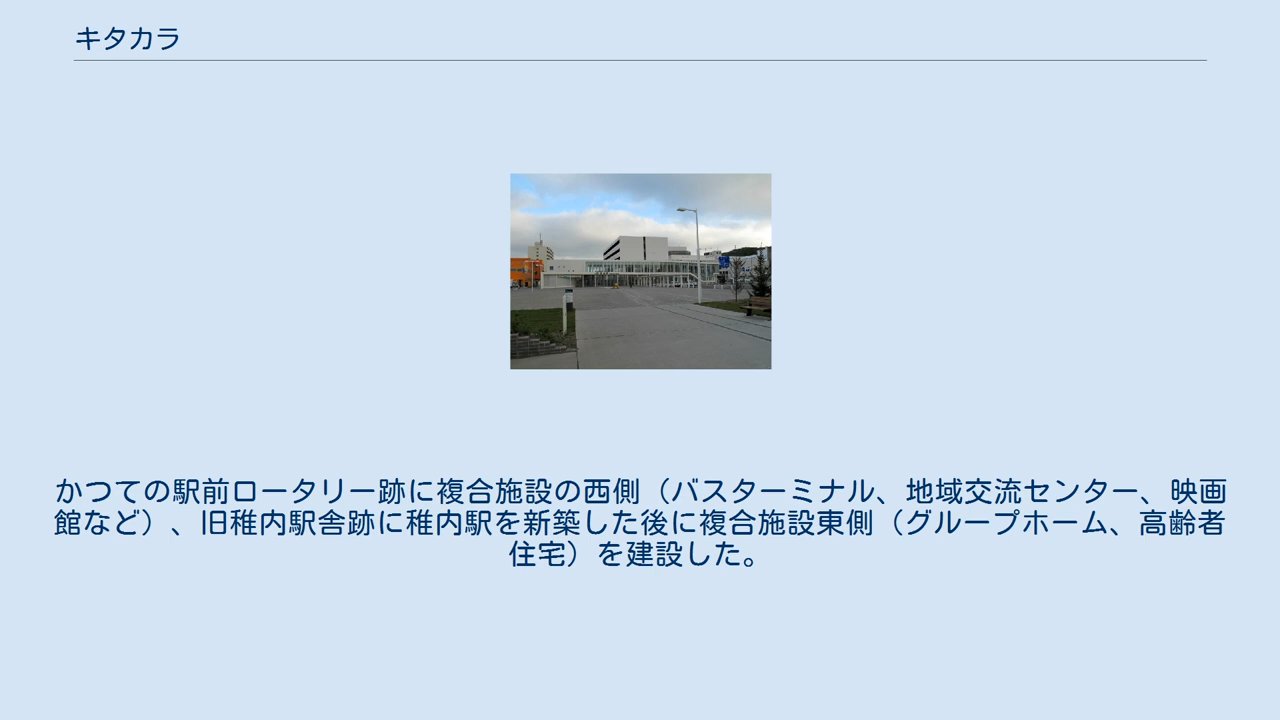 キタカラ
かつての駅前ロータリー跡に複合施設の西側（バスターミナル、地域交流センター、映画
館など）、旧稚内駅舎跡に稚内駅を新築した後に複合施設東側（グループホーム、高齢者
住宅）を建設した。